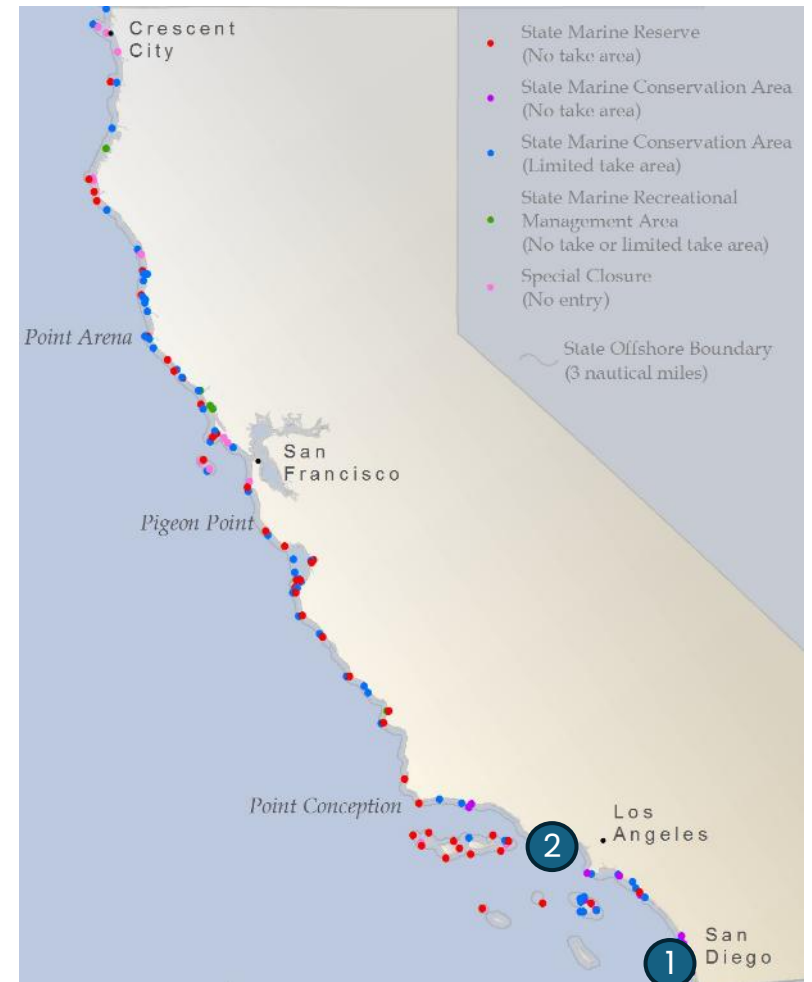 Crescent
City
State Marine Reserve
(No take area)
State Marine Conservation Area
(No take area)
State Marine Conservation Area
(Limited take area)
State Marine Recreational
Management Area
(No take or limited take area)
Special Closure
(No entry)
State Offshore Boundary
(3 nautical miles)
Point Arena
San
Francisco
Pigeon Point
Point Conception
Los
Angeles
2
San
Diego
1